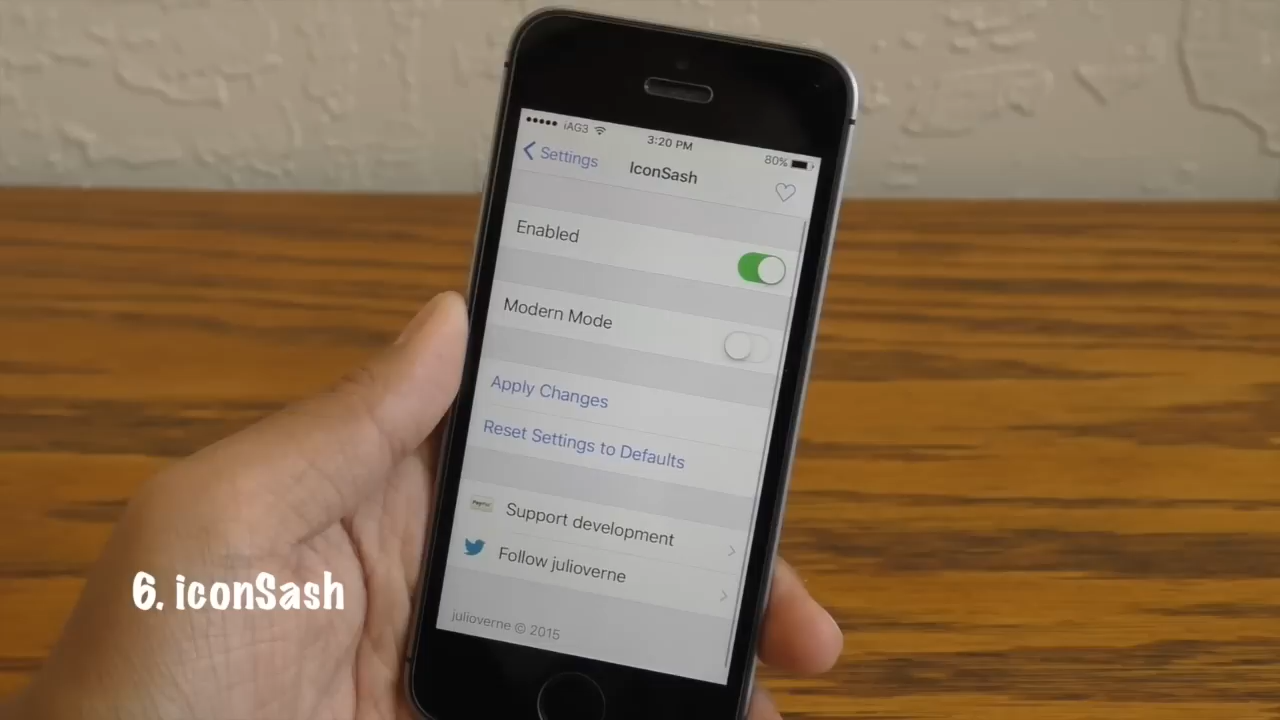 iAG3
3:20 PM
80%
Settings
IconSash
Enabled
Modern Mode
Apply Changes
Reset Settings to Defaults
PayPal
Support development
Follow julioverne
julioverne © 2015
6. iconSash